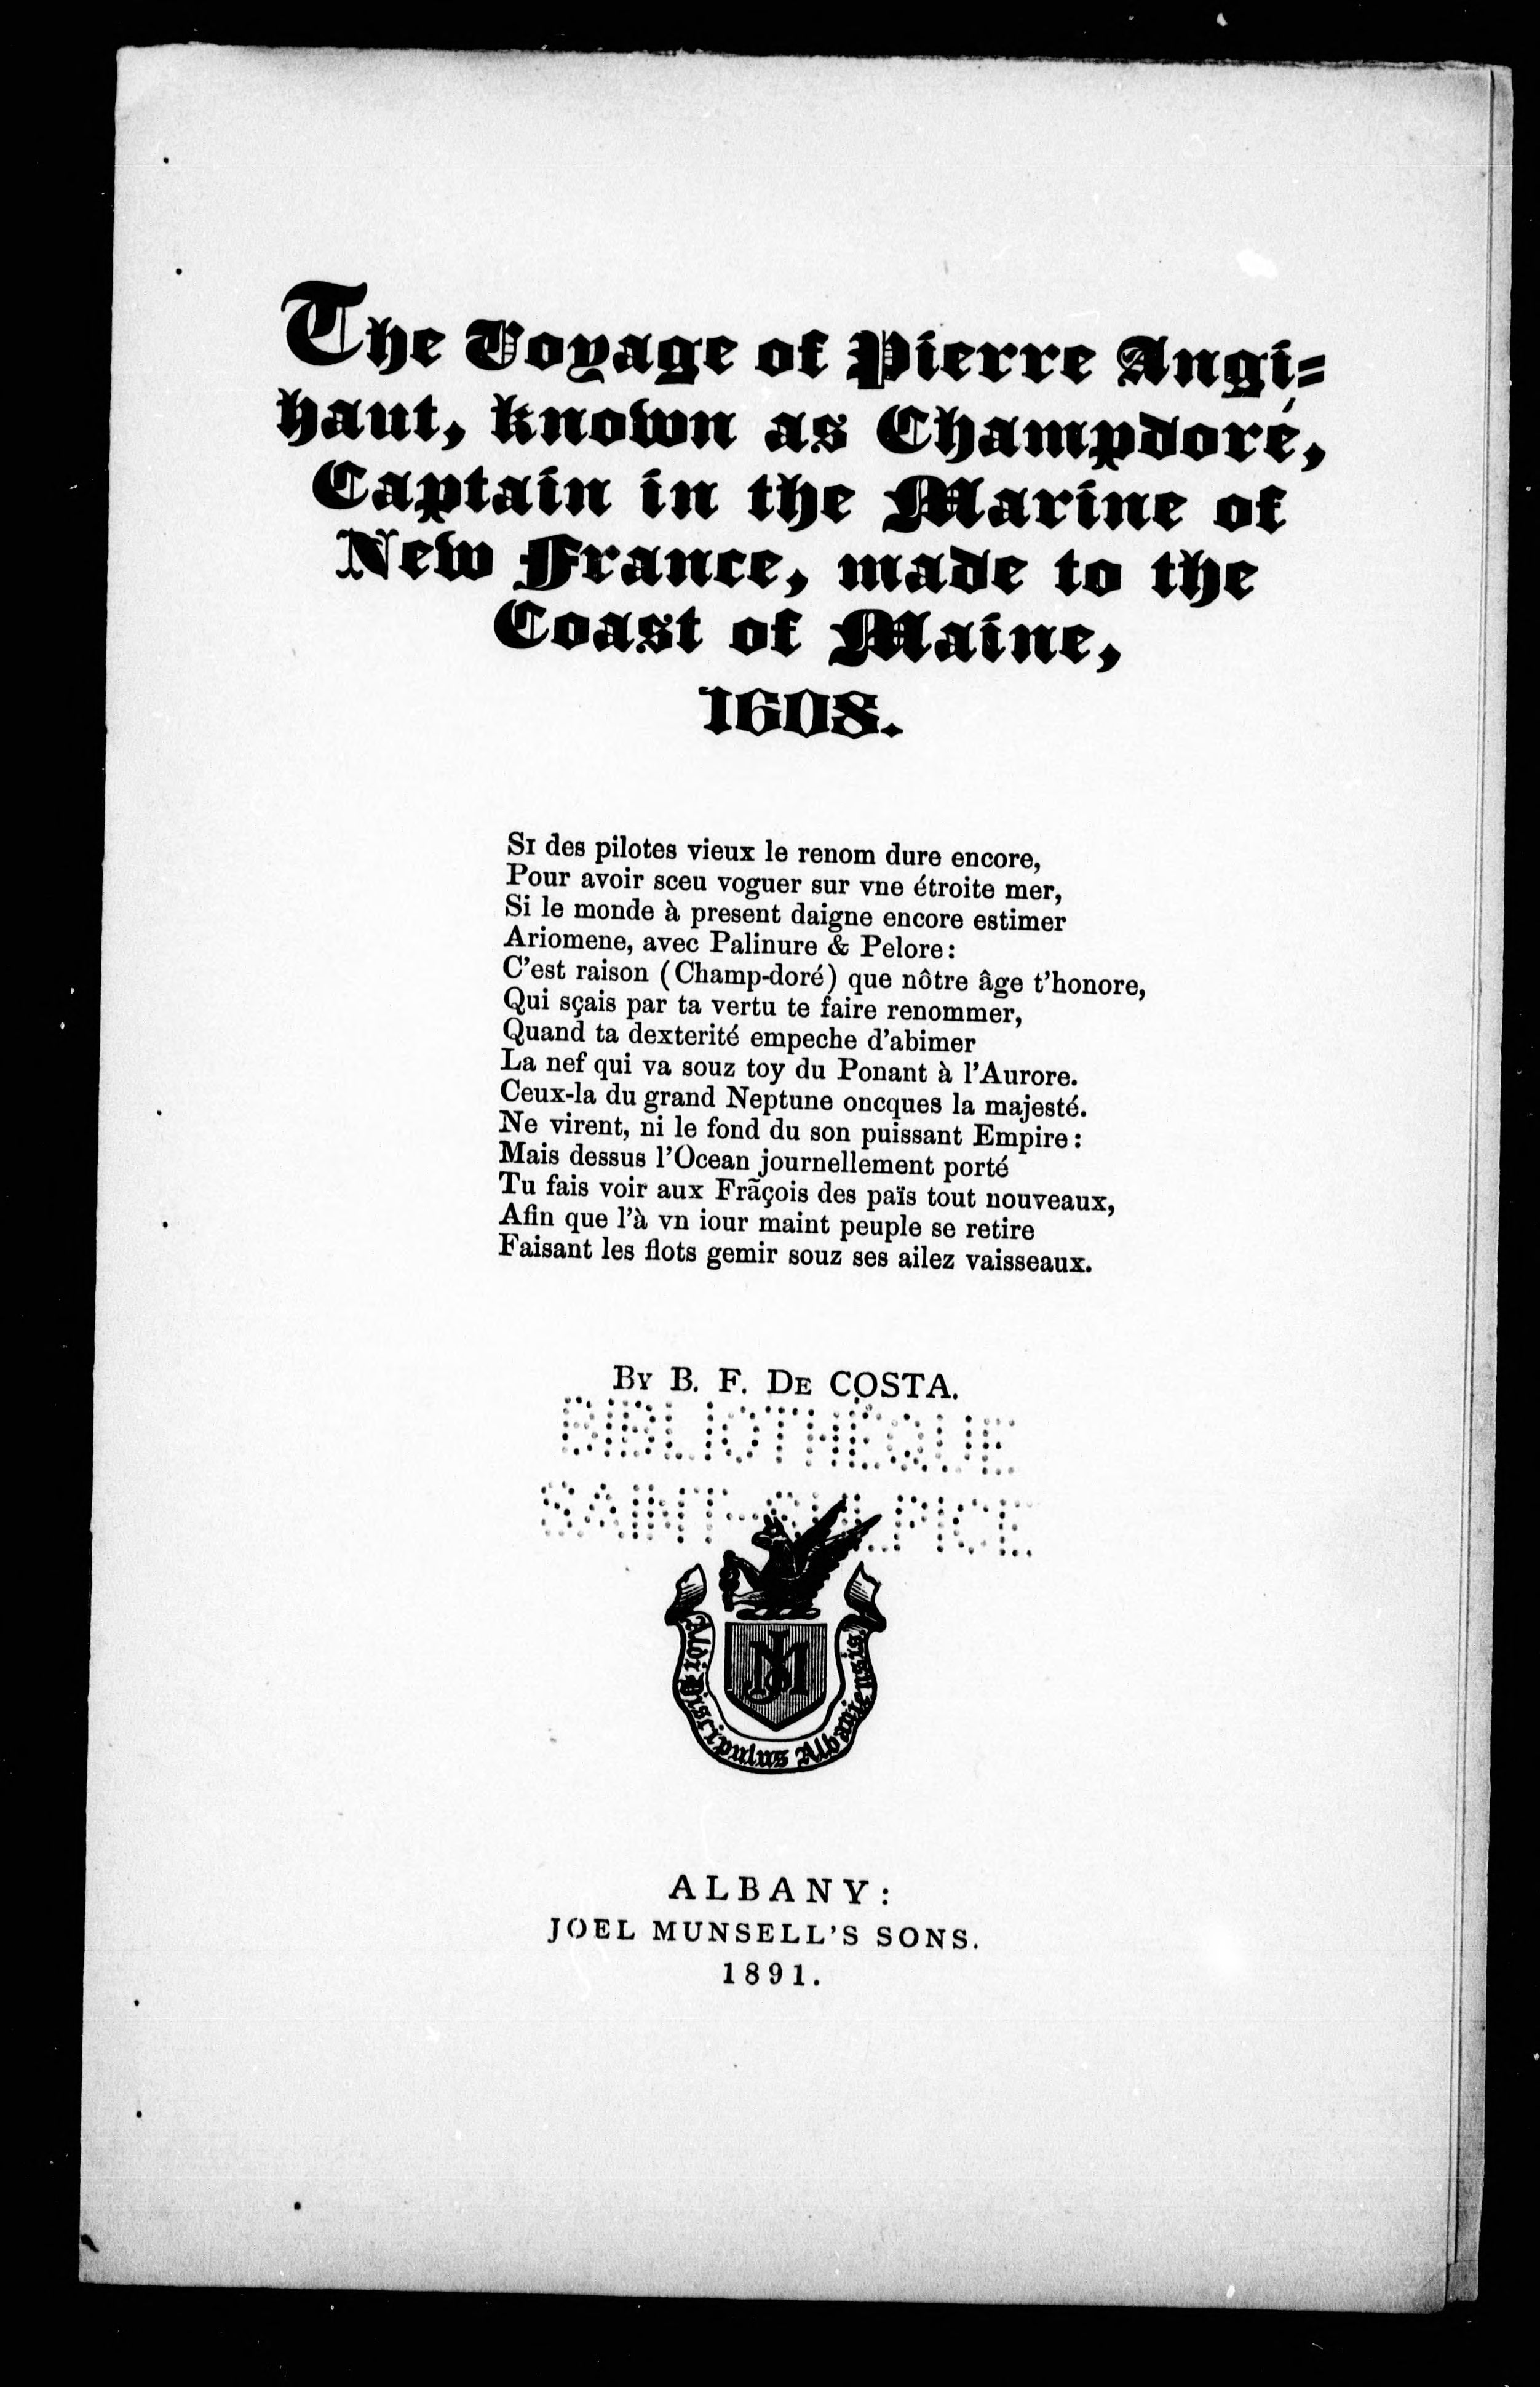 The Voyage of Pierre Angi=
haut, known as Champdoré,
Captain in the Marine of
New France, made to the
Coast of Maine,
1608.
SI des pilotes vieux le renom dure encore,
Pour avoir sceu voguer sur vne étroite mer,
Si le monde à present daigne encore estimer
Ariomene, avec Palinure & Pelore:
C'est raison (Champ-doré) que nôtre âge t'honore,
Qui sçais par ta vertu te faire renommer,
Quand ta dexterité empeche d'abimer
La nef qui va souz toy du Ponant à l'Aurore.
Ceux-la du grand Neptune oncques la majesté.
Ne virent, ni le fond du son puissant Empire:
Mais dessus l'Ocean journellement porté
Tu fais voir aux Frãçois des païs tout nouveaux,
Afin que l'à vn iour maint peuple se retire
Faisant les flots gemir souz ses ailez vaisseaux.
BY B. F. DE COSTA.
BIBLIOTHÈQUE
SAINT-SULPICE
JM
Aldi Discipulus Albaniensis
ALBANY:
JOEL MUNSELL'S SONS.
1891.